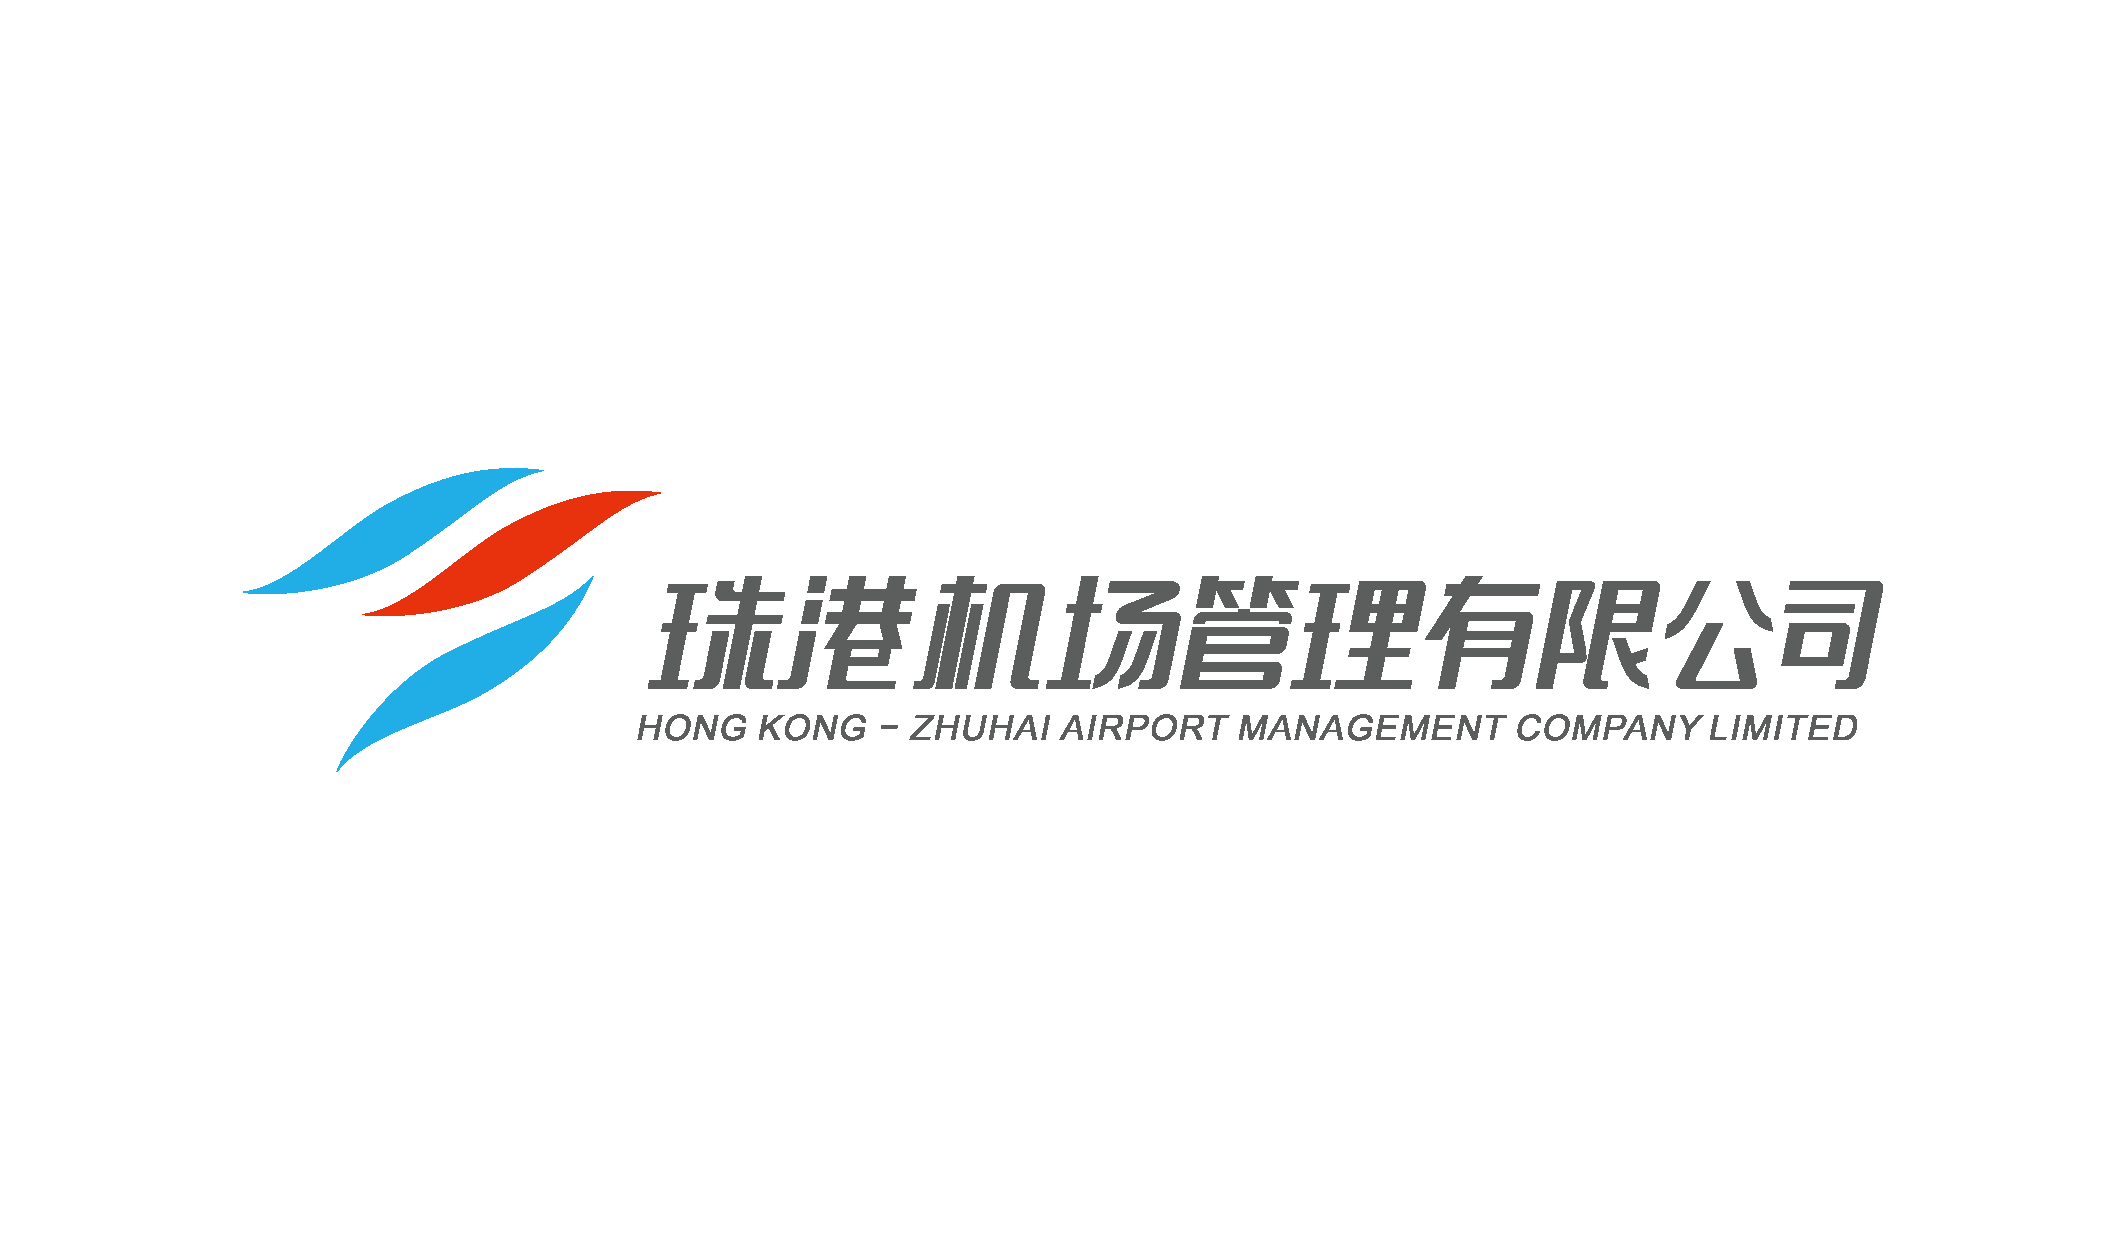 珠港机场管理有限公司
HONG KONG - ZHUHAI AIRPORT MANAGEMENT COMPANY LIMITED